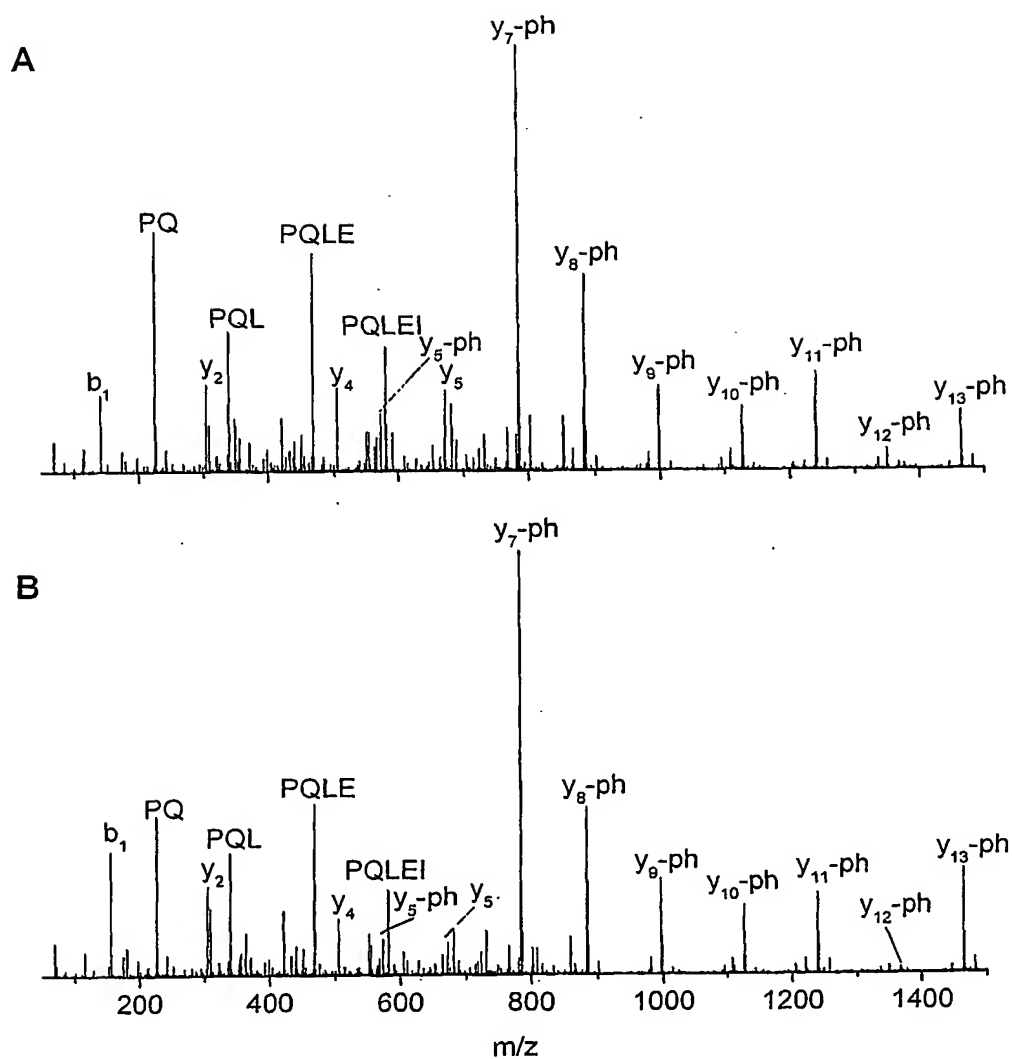 A
y₇-ph
PQ
PQLE
y₈-ph
PQL
PQLEI
y₅-ph
b₁
y₂
y₄
y₅
y₉-ph
y₁₀-ph
y₁₁-ph
y₁₂-ph
y₁₃-ph
B
y₇-ph
b₁
PQ
PQL
PQLE
y₈-ph
y₂
PQLEI
y₅-ph
y₄
y₅
y₉-ph
y₁₀-ph
y₁₁-ph
y₁₂-ph
y₁₃-ph
200 400 600 800 1000 1200 1400
m/z